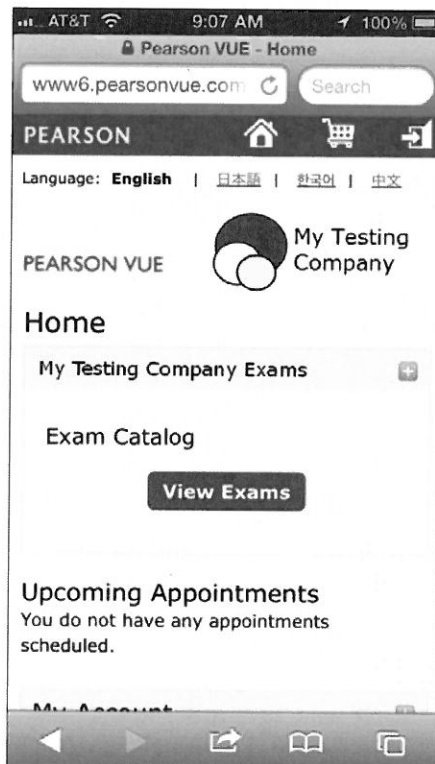 AT&T 9:07 AM 100%
Pearson VUE - Home
www6.pearsonvue.com Search
PEARSON
Language: English | 日本語 | 한국어 | 中文
PEARSON VUE
My Testing
Company
Home
My Testing Company Exams
Exam Catalog
View Exams
Upcoming Appointments
You do not have any appointments
scheduled.
My Account